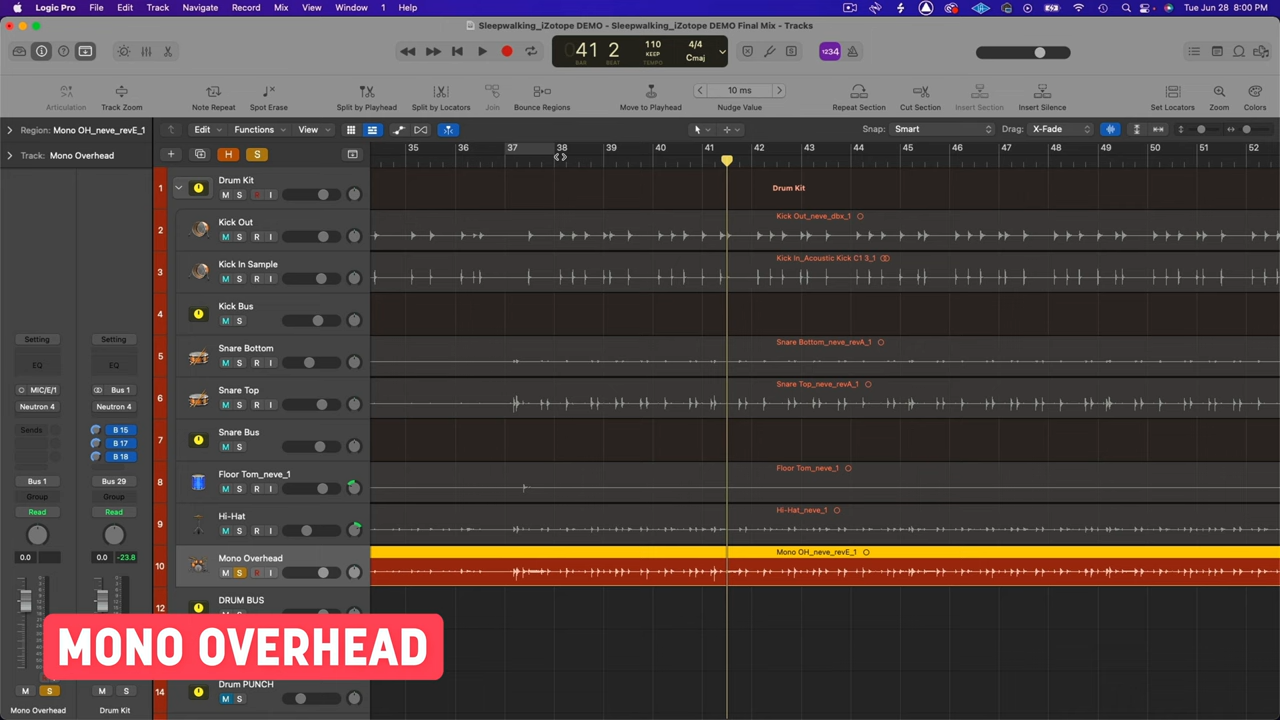 Logic Pro File Edit Track Navigate Record Mix View Window 1 Help Tue Jun 28 8:00 PM
Sleepwalking_iZotope DEMO - Sleepwalking_iZotope DEMO Final Mix - Tracks
41 2 110 4/4
KEEP Cmaj
BAR BEAT TEMPO
1234
10 ms
Articulation Track Zoom Note Repeat Spot Erase Split by Playhead Split by Locators Join Bounce Regions Move to Playhead Nudge Value Repeat Section Cut Section Insert Section Insert Silence Set Locators Zoom Colors
Region: Mono OH_neve_revE_1 Edit Functions View Snap: Smart Drag: X-Fade
Track: Mono Overhead H S
35 36 37 38 39 40 41 42 43 44 45 46 47 48 49 50 51 52
1 Drum Kit Drum Kit
M S R
2 Kick Out Kick Out_neve_dbx_1
M S R I
3 Kick In Sample Kick In_Acoustic Kick C1 3_1
M S R I
4 Kick Bus
M S
5 Snare Bottom Snare Bottom_neve_revA_1
M S R I
6 Snare Top Snare Top_neve_revA_1
M S R I
7 Snare Bus
M S
8 Floor Tom_neve_1 Floor Tom_neve_1
M S R I
9 Hi-Hat Hi-Hat_neve_1
M S R I
10 Mono Overhead Mono OH_neve_revE_1
M S R I
12 DRUM BUS
14 Drum PUNCH
M S
Setting Setting
EQ EQ
MIC/E/1 Bus 1
Neutron 4 Neutron 4
Sends B 15
B 17
B 18
Bus 1 Bus 29
Group Group
Read Read
0.0 0.0 -23.8
MONO OVERHEAD
M S M S
Mono Overhead Drum Kit